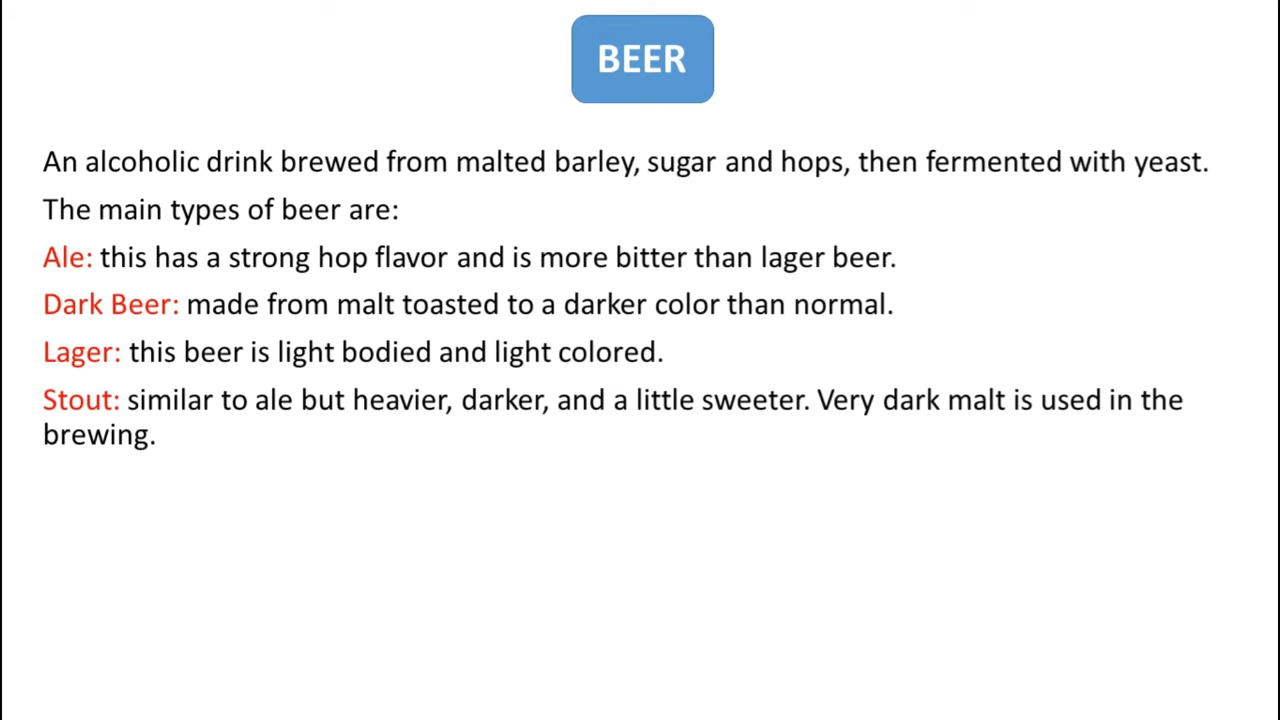 BEER
An alcoholic drink brewed from malted barley, sugar and hops, then fermented with yeast.
The main types of beer are:
Ale: this has a strong hop flavor and is more bitter than lager beer.
Dark Beer: made from malt toasted to a darker color than normal.
Lager: this beer is light bodied and light colored.
Stout: similar to ale but heavier, darker, and a little sweeter. Very dark malt is used in the
brewing.